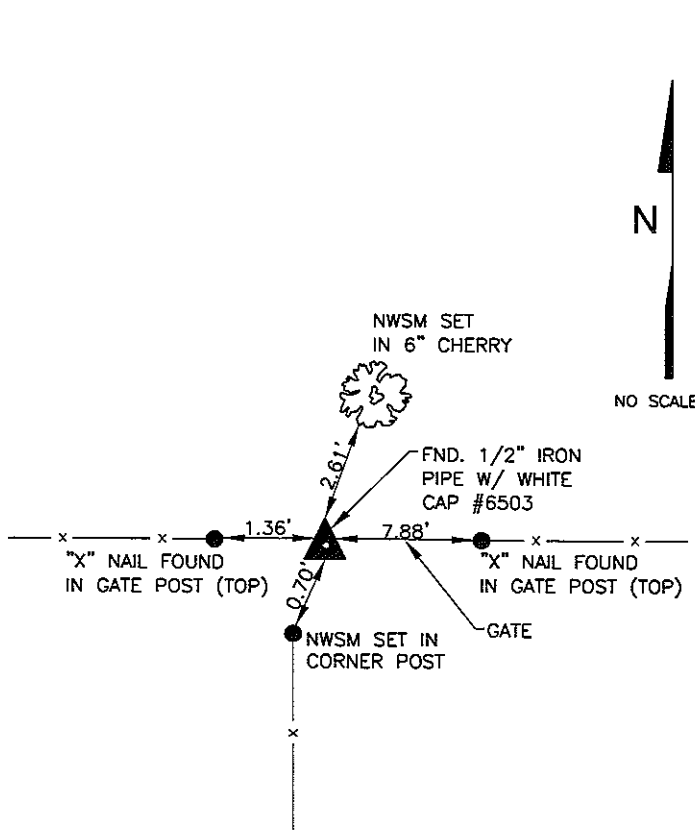 N
NWSM SET
IN 6" CHERRY
NO SCALE
FND. 1/2" IRON
PIPE W/ WHITE
CAP #6503
2.61'
x x 1.36' 7.88' x x
"X" NAIL FOUND
IN GATE POST (TOP)
"X" NAIL FOUND
IN GATE POST (TOP)
0.70'
GATE
NWSM SET IN
CORNER POST
x